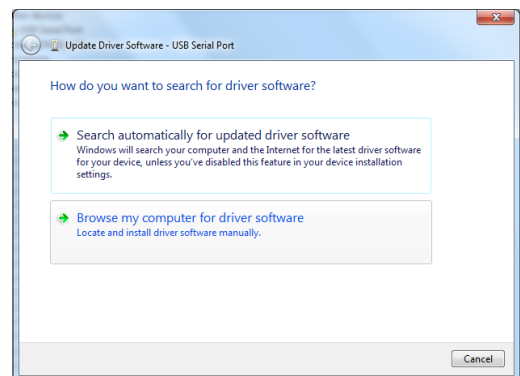 Update Driver Software - USB Serial Port
How do you want to search for driver software?
Search automatically for updated driver software
Windows will search your computer and the Internet for the latest driver software
for your device, unless you've disabled this feature in your device installation
settings.
Browse my computer for driver software
Locate and install driver software manually.
Cancel